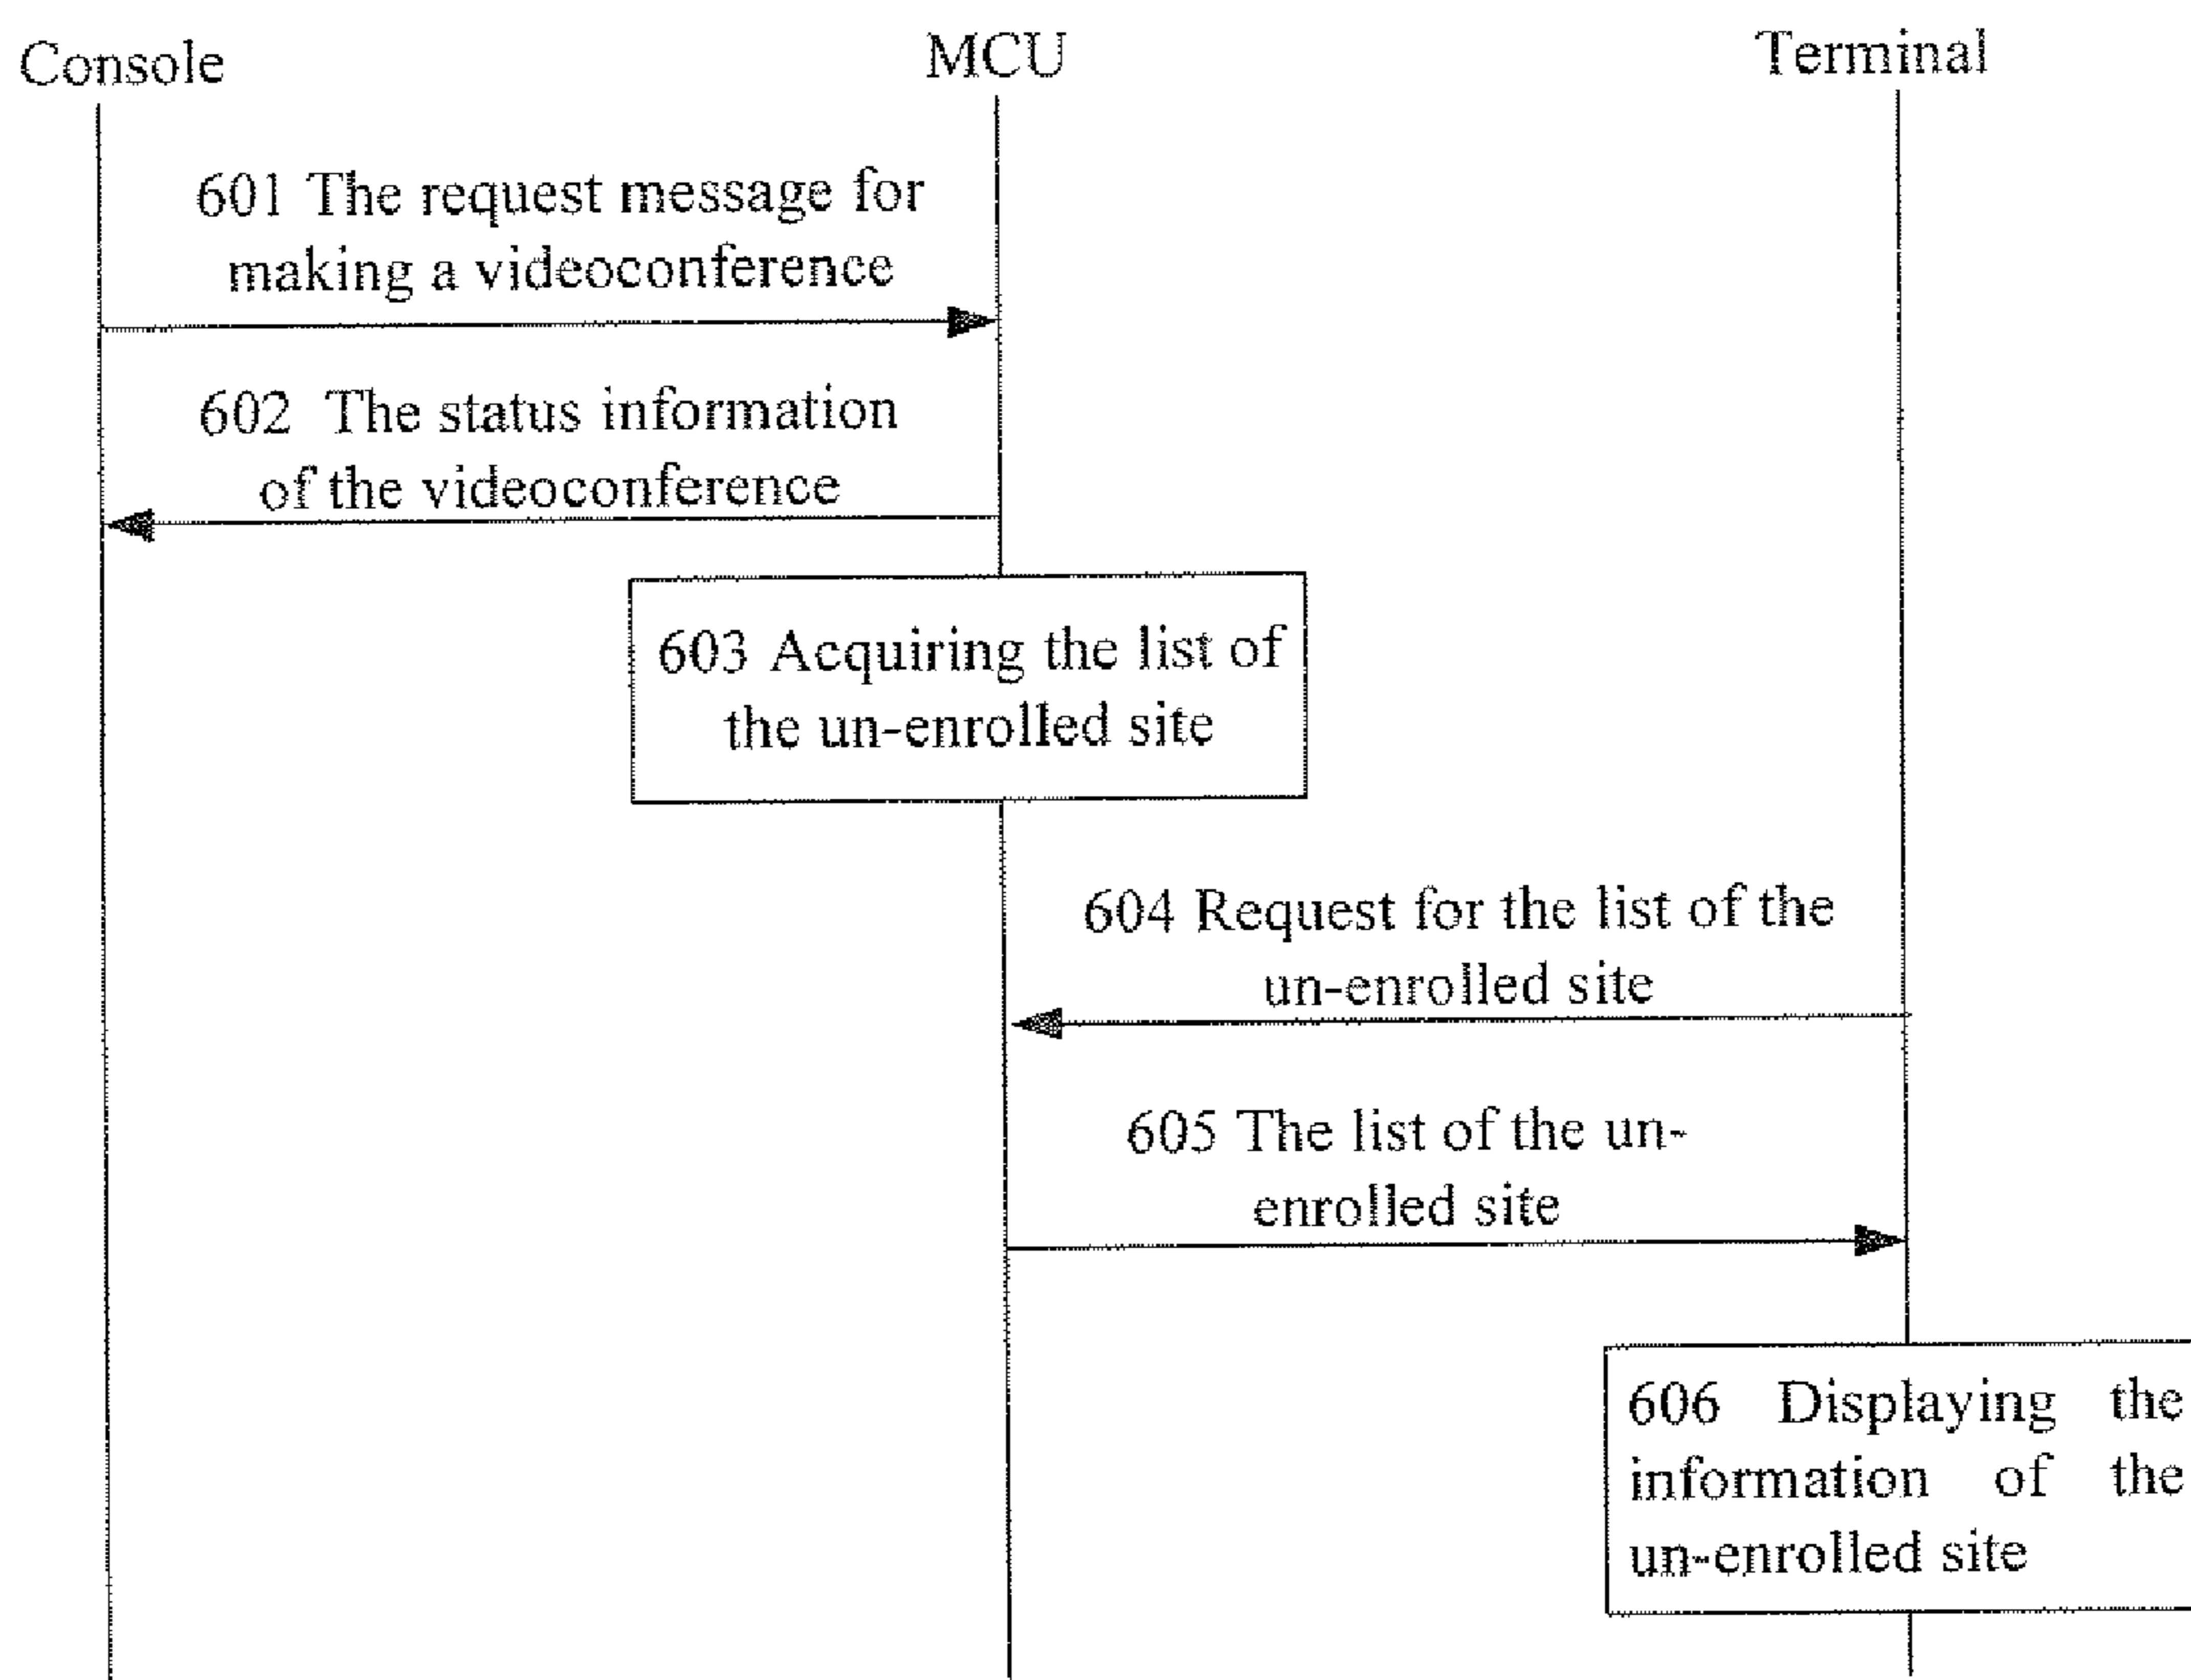 Console
MCU
Terminal
601 The request message for
making a videoconference
602 The status information
of the videoconference
603 Acquiring the list of
the un-enrolled site
604 Request for the list of the
un-enrolled site
605 The list of the un-
enrolled site
606 Displaying the
information of the
un-enrolled site